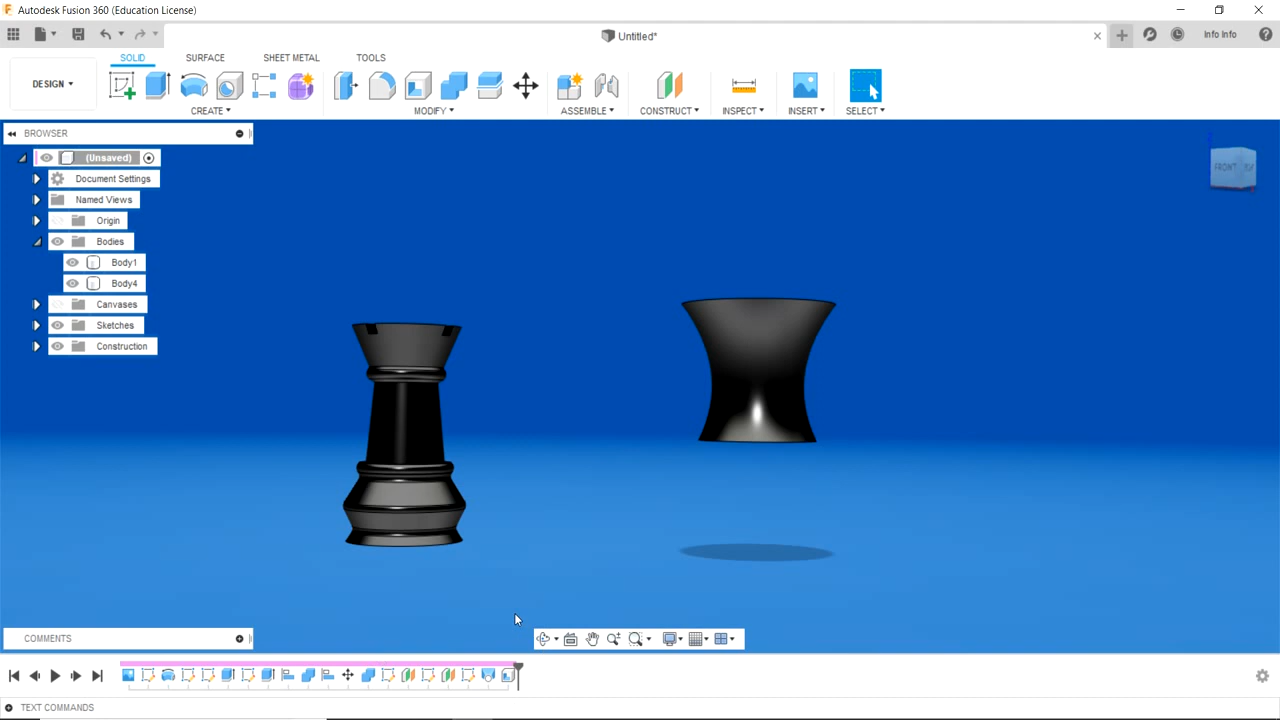 Autodesk Fusion 360 (Education License)
Untitled*
Info Info
SOLID SURFACE SHEET METAL TOOLS
DESIGN
CREATE MODIFY ASSEMBLE CONSTRUCT INSPECT INSERT SELECT
BROWSER
(Unsaved)
Document Settings
Named Views
Origin
Bodies
Body1
Body4
Canvases
Sketches
Construction
FRONT
COMMENTS
TEXT COMMANDS